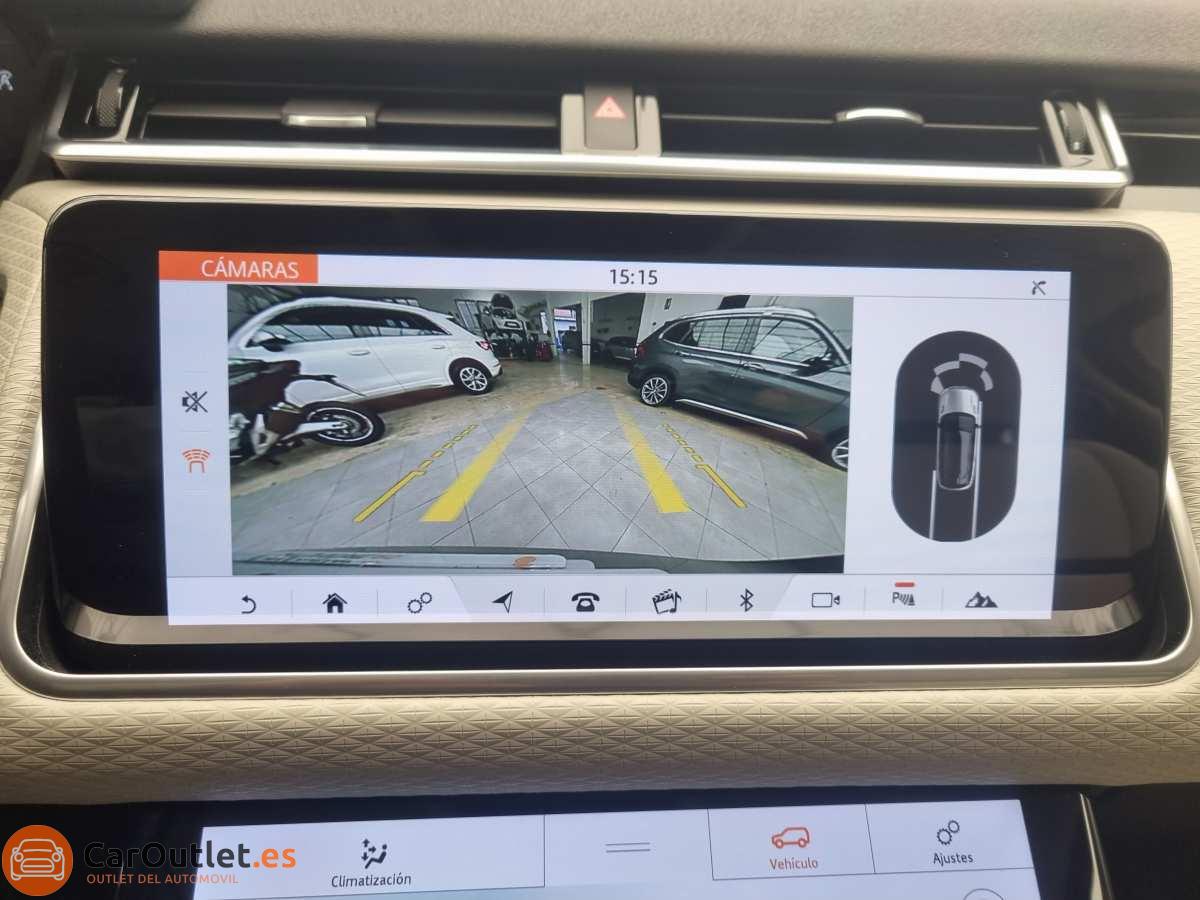 CÁMARAS
15:15
P
Climatización
Vehículo
Ajustes
CarOutlet.es
OUTLET DEL AUTOMOVIL